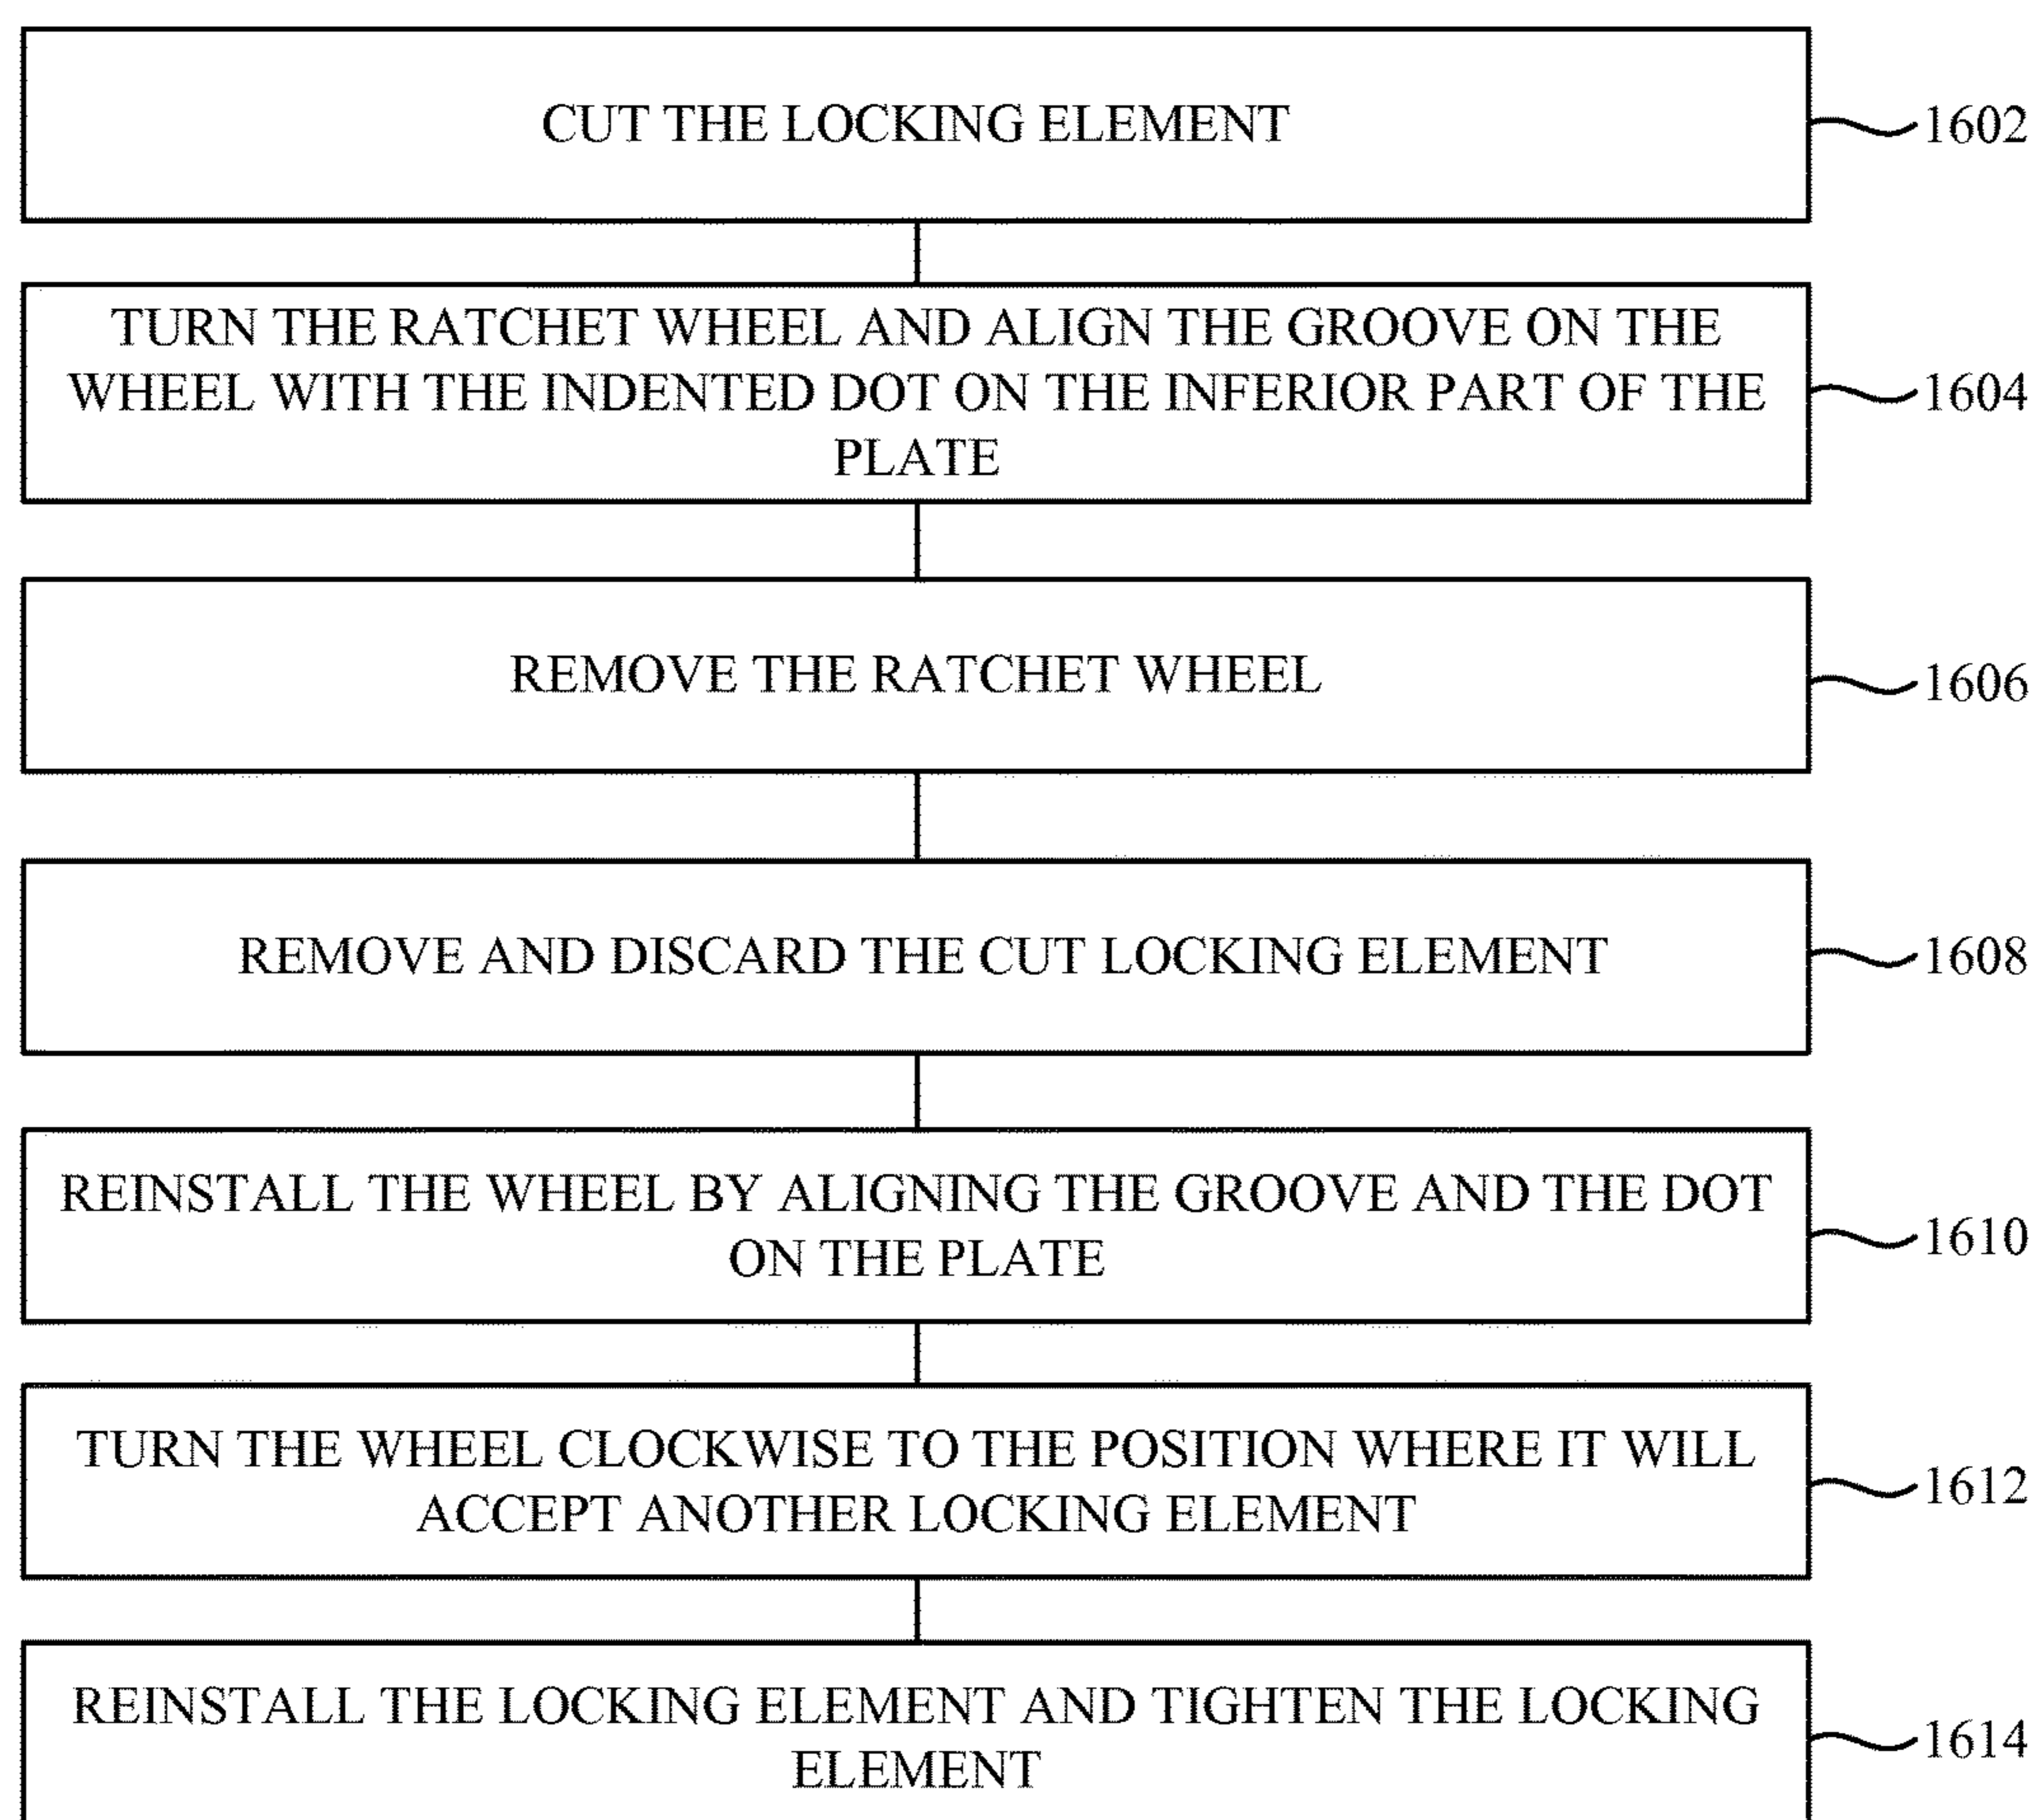 CUT THE LOCKING ELEMENT
1602
TURN THE RATCHET WHEEL AND ALIGN THE GROOVE ON THE
WHEEL WITH THE INDENTED DOT ON THE INFERIOR PART OF THE
PLATE
1604
REMOVE THE RATCHET WHEEL
1606
REMOVE AND DISCARD THE CUT LOCKING ELEMENT
1608
REINSTALL THE WHEEL BY ALIGNING THE GROOVE AND THE DOT
ON THE PLATE
1610
TURN THE WHEEL CLOCKWISE TO THE POSITION WHERE IT WILL
ACCEPT ANOTHER LOCKING ELEMENT
1612
REINSTALL THE LOCKING ELEMENT AND TIGHTEN THE LOCKING
ELEMENT
1614